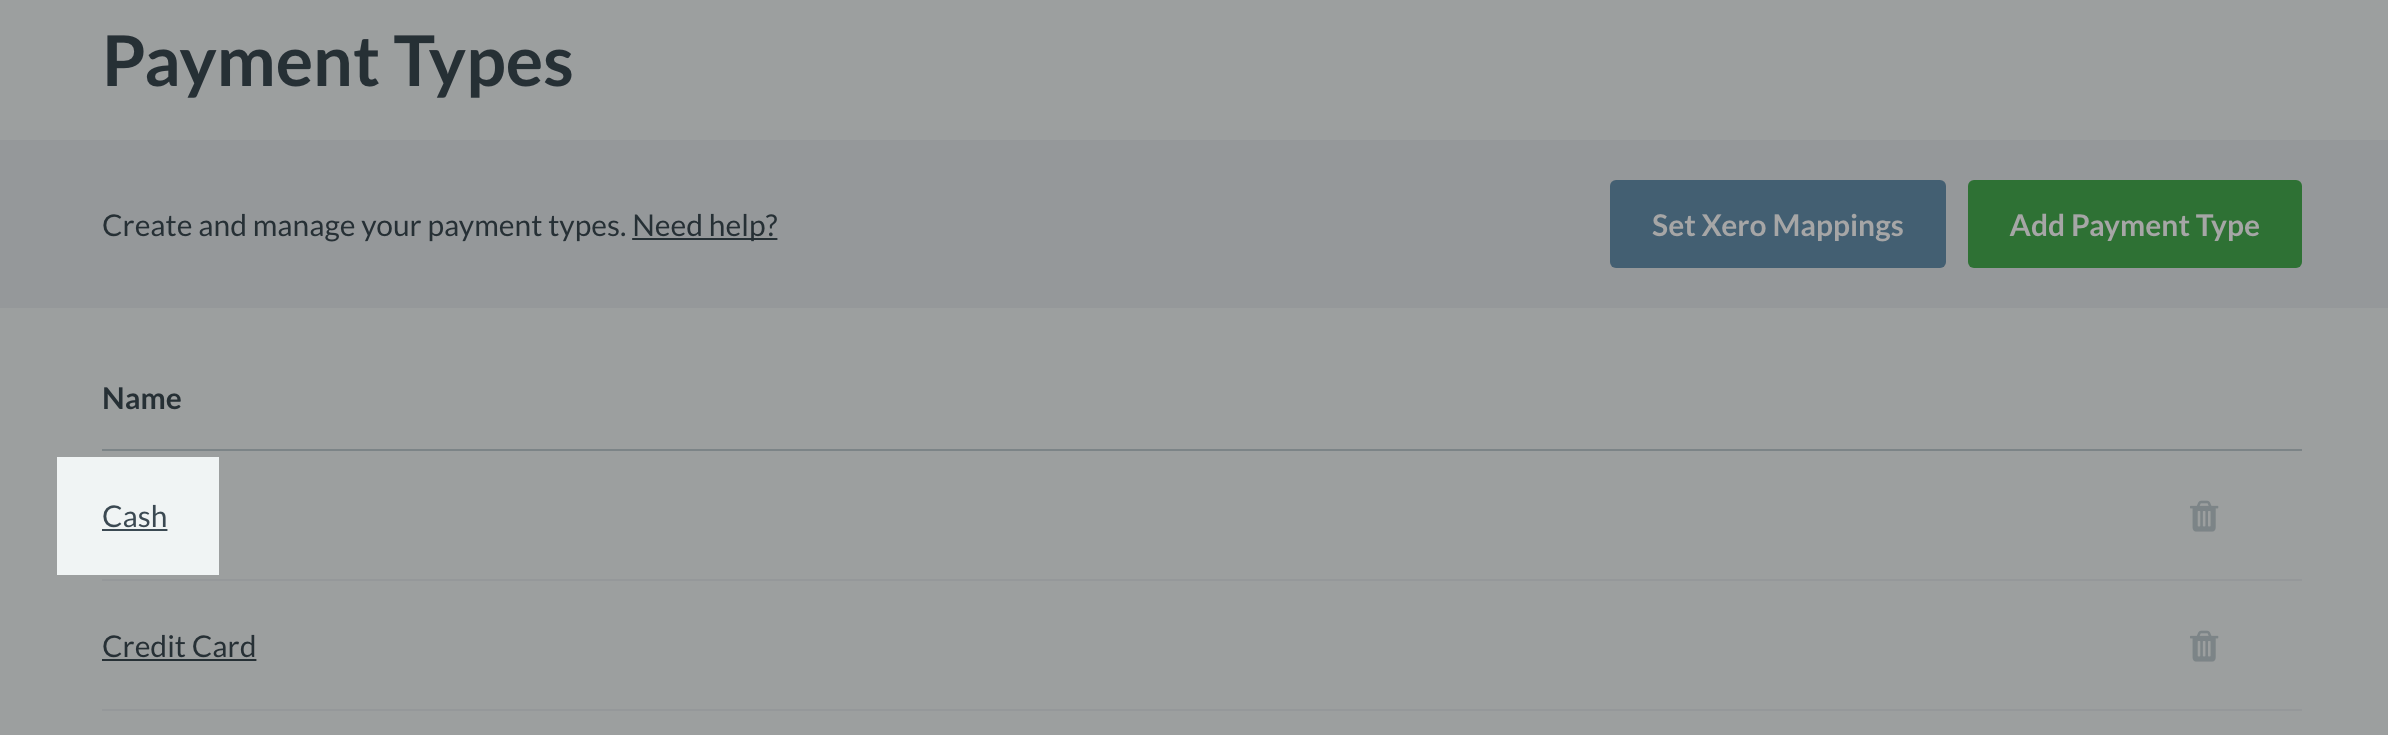 Payment Types
Create and manage your payment types. Need help?
Set Xero Mappings
Add Payment Type
Name
Cash
Credit Card